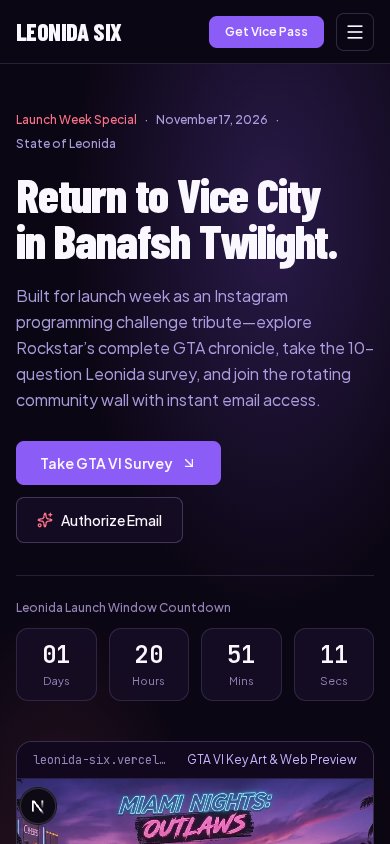 LEONIDA SIX
Get Vice Pass
Launch Week Special · November 17, 2026 ·
State of Leonida
Return to Vice City
in Banafsh Twilight.
Built for launch week as an Instagram
programming challenge tribute—explore
Rockstar's complete GTA chronicle, take the 10–
question Leonida survey, and join the rotating
community wall with instant email access.
Take GTA VI Survey
Authorize Email
Leonida Launch Window Countdown
01 20 51 11
Days Hours Mins Secs
leonida-six.vercel… GTA VI Key Art & Web Preview
MIAMI NIGHTS:
OUTLAWS
N